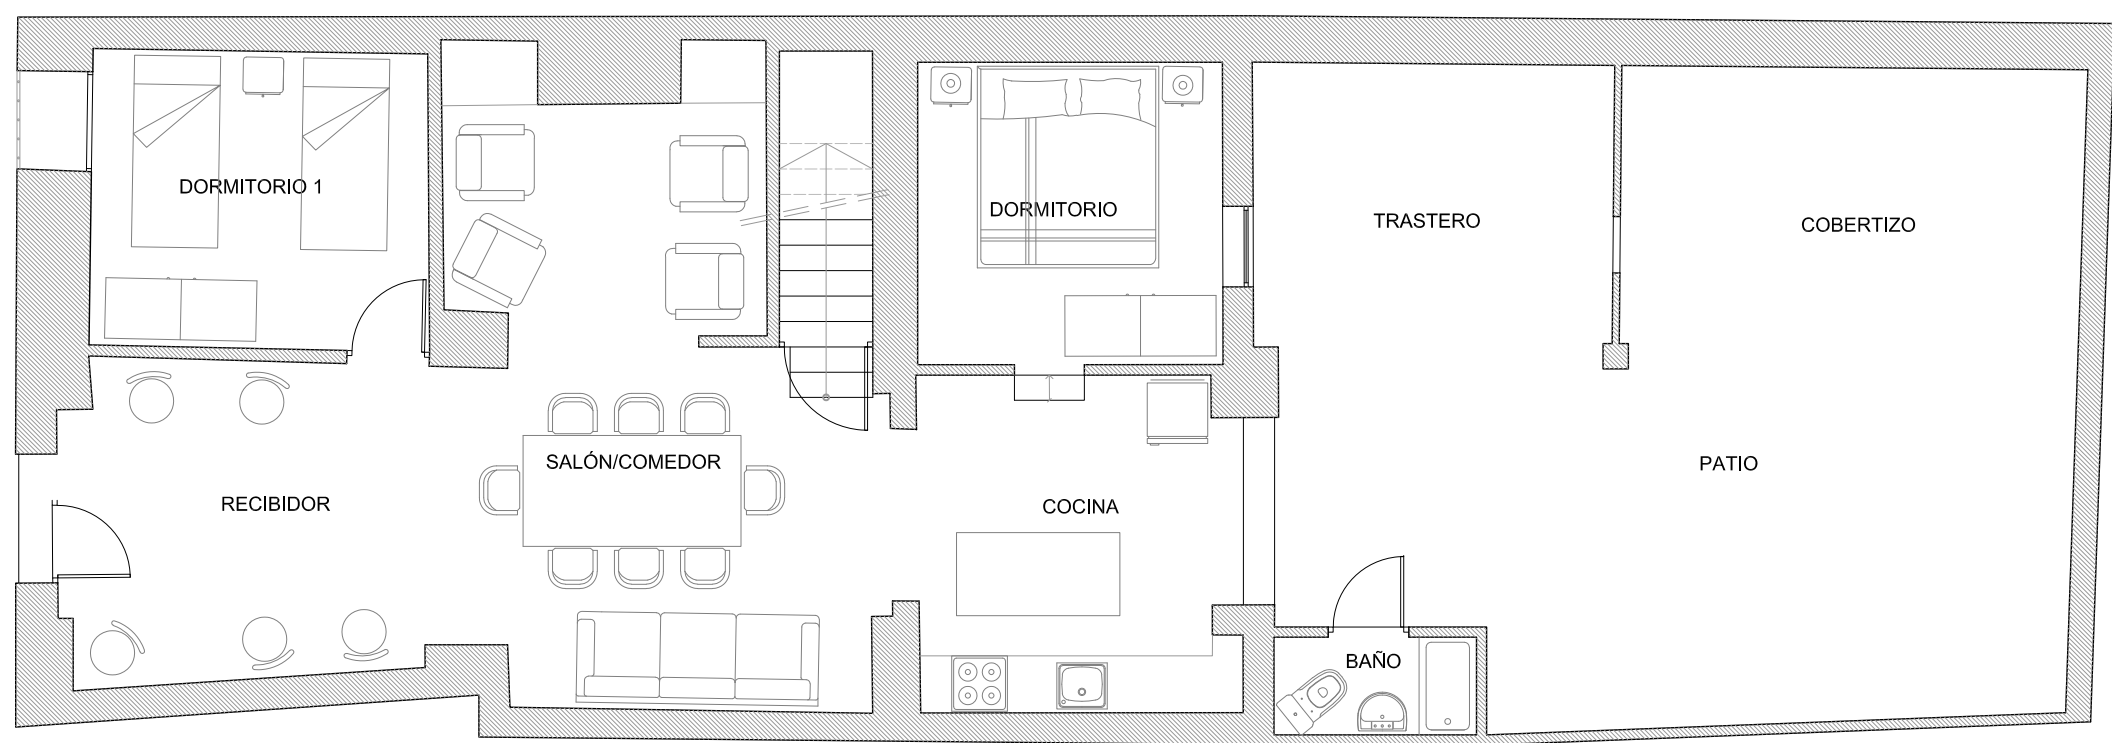 DORMITORIO 1
DORMITORIO
TRASTERO
COBERTIZO
SALÓN/COMEDOR
PATIO
RECIBIDOR
COCINA
BAÑO